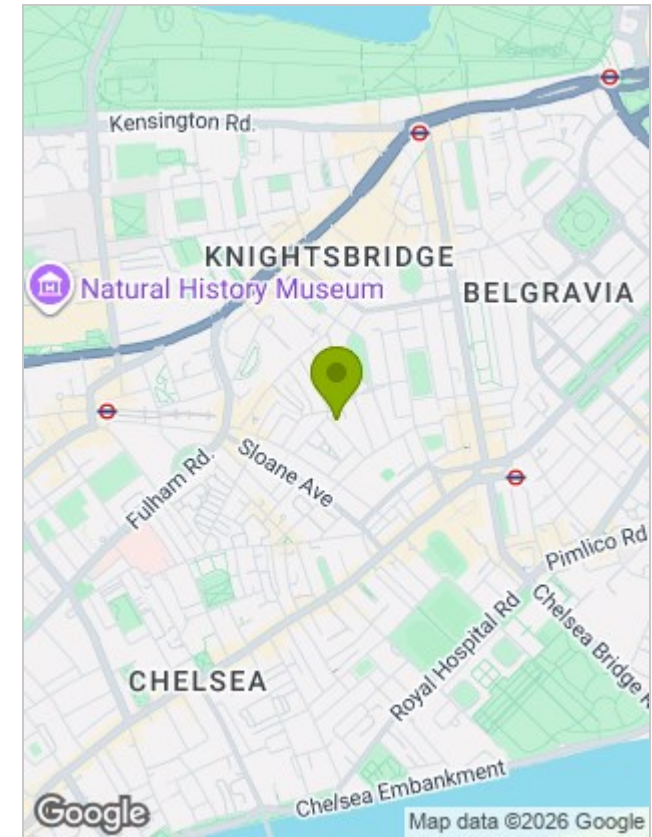 Kensington Rd.
KNIGHTSBRIDGE
Natural History Museum
BELGRAVIA
Sloane Ave
Fulham Rd.
Pimlico Rd
Chelsea Bridge R
Royal Hospital Rd
CHELSEA
Chelsea Embankment
Google
Map data ©2026 Google